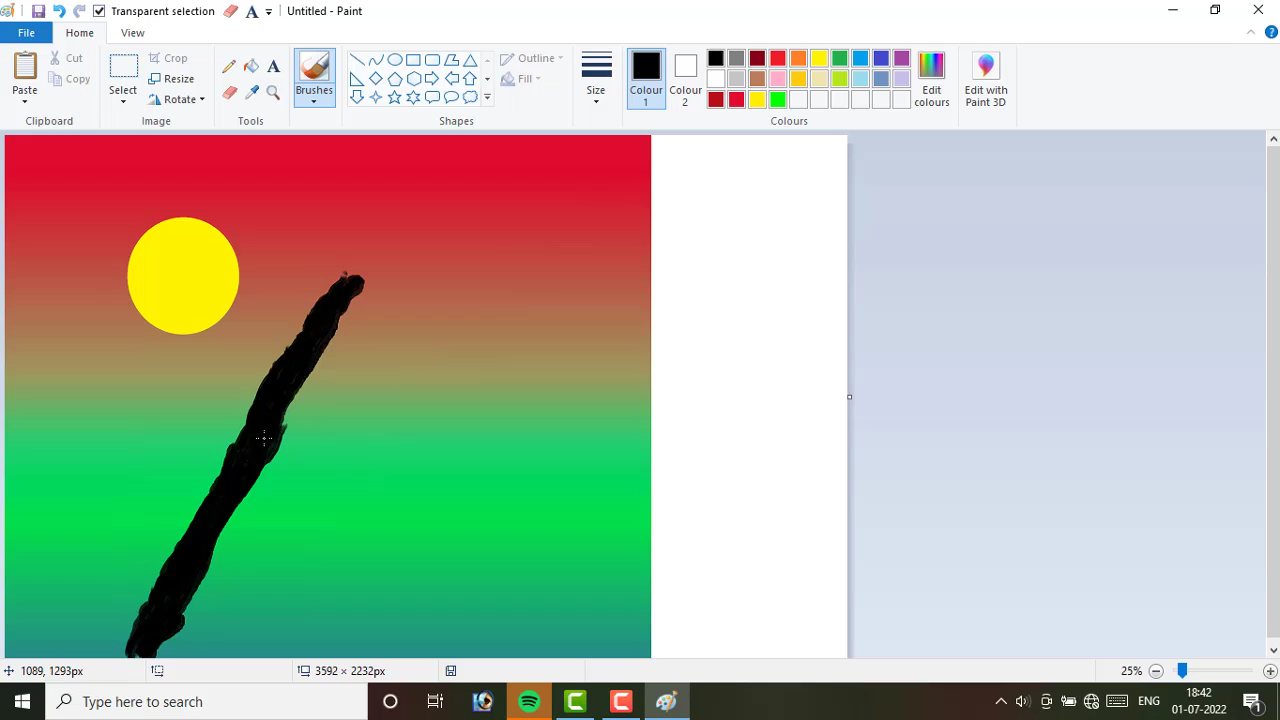 Transparent selection
Untitled - Paint
File
Home
View
Paste
Cut
Copy
Clipboard
Select
Crop
Resize
Rotate
Image
Tools
Brushes
Shapes
Outline
Fill
Size
Colour
1
Colour
2
Colours
Edit
colours
Edit with
Paint 3D
1089, 1293px
3592 × 2232px
25%
Type here to search
ENG
18:42
01-07-2022
1